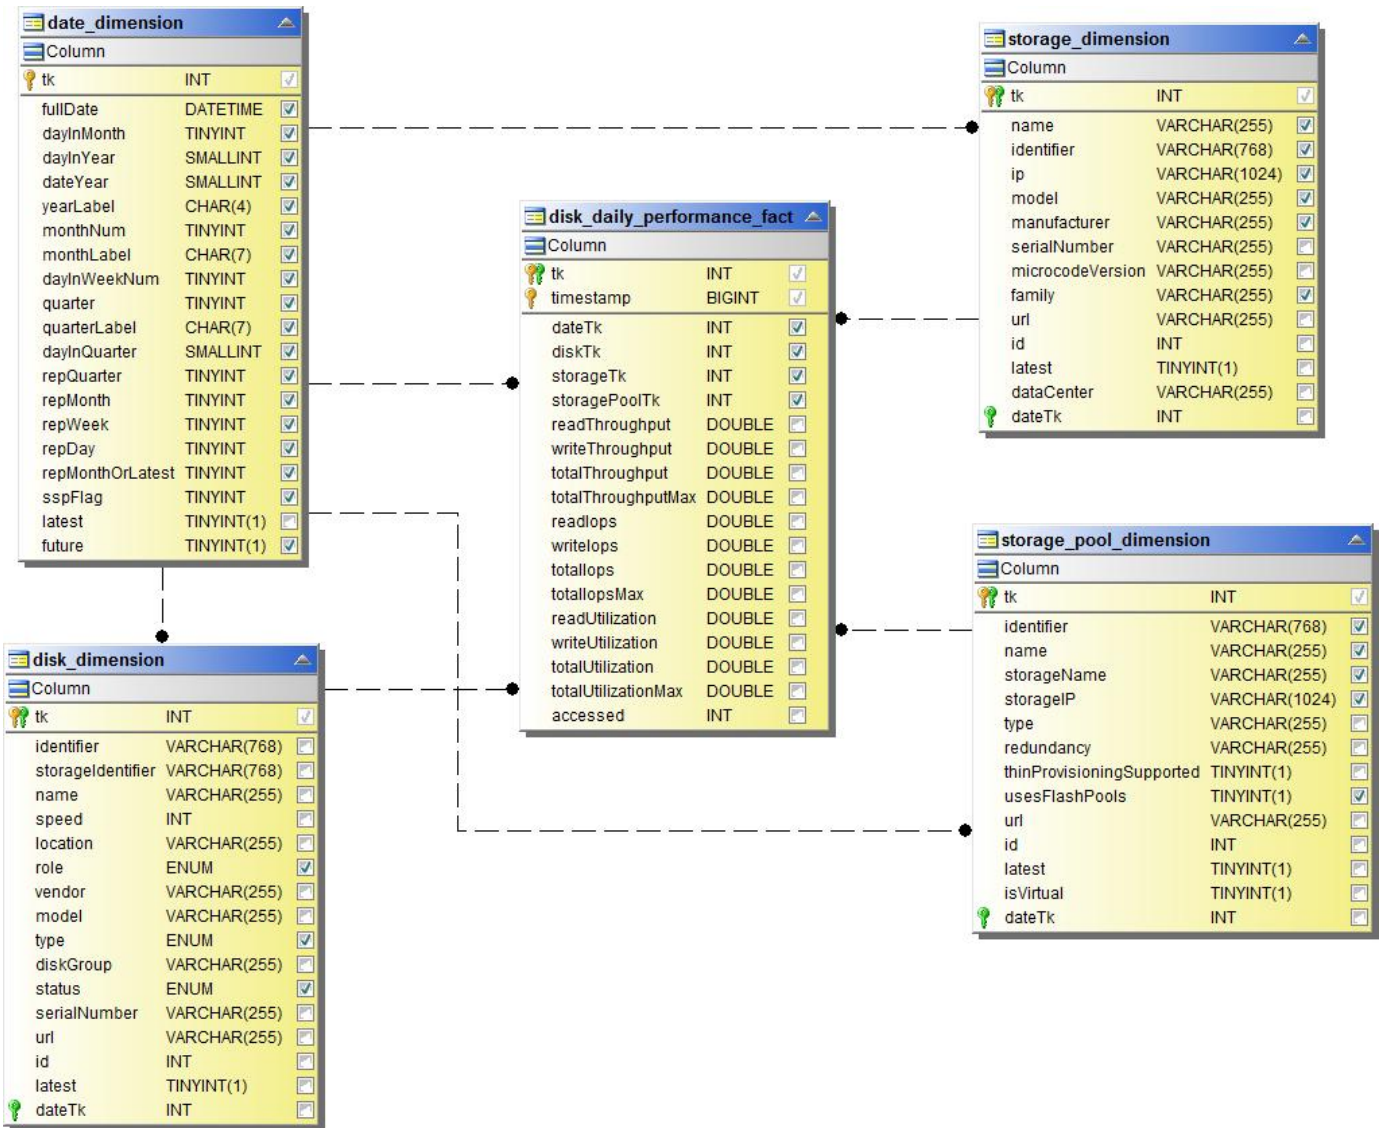 date_dimension
Column
tk INT
fullDate DATETIME
dayInMonth TINYINT
dayInYear SMALLINT
dateYear SMALLINT
yearLabel CHAR(4)
monthNum TINYINT
monthLabel CHAR(7)
dayInWeekNum TINYINT
quarter TINYINT
quarterLabel CHAR(7)
dayInQuarter SMALLINT
repQuarter TINYINT
repMonth TINYINT
repWeek TINYINT
repDay TINYINT
repMonthOrLatest TINYINT
sspFlag TINYINT
latest TINYINT(1)
future TINYINT(1)
storage_dimension
Column
tk INT
name VARCHAR(255)
identifier VARCHAR(768)
ip VARCHAR(1024)
model VARCHAR(255)
manufacturer VARCHAR(255)
serialNumber VARCHAR(255)
microcodeVersion VARCHAR(255)
family VARCHAR(255)
url VARCHAR(255)
id INT
latest TINYINT(1)
dataCenter VARCHAR(255)
dateTk INT
disk_daily_performance_fact
Column
tk INT
timestamp BIGINT
dateTk INT
diskTk INT
storageTk INT
storagePoolTk INT
readThroughput DOUBLE
writeThroughput DOUBLE
totalThroughput DOUBLE
totalThroughputMax DOUBLE
readIops DOUBLE
writeIops DOUBLE
totalIops DOUBLE
totalIopsMax DOUBLE
readUtilization DOUBLE
writeUtilization DOUBLE
totalUtilization DOUBLE
totalUtilizationMax DOUBLE
accessed INT
storage_pool_dimension
Column
tk INT
identifier VARCHAR(768)
name VARCHAR(255)
storageName VARCHAR(255)
storageIP VARCHAR(1024)
type VARCHAR(255)
redundancy VARCHAR(255)
thinProvisioningSupported TINYINT(1)
usesFlashPools TINYINT(1)
url VARCHAR(255)
id INT
latest TINYINT(1)
isVirtual TINYINT(1)
dateTk INT
disk_dimension
Column
tk INT
identifier VARCHAR(768)
storageIdentifier VARCHAR(768)
name VARCHAR(255)
speed INT
location VARCHAR(255)
role ENUM
vendor VARCHAR(255)
model VARCHAR(255)
type ENUM
diskGroup VARCHAR(255)
status ENUM
serialNumber VARCHAR(255)
url VARCHAR(255)
id INT
latest TINYINT(1)
dateTk INT